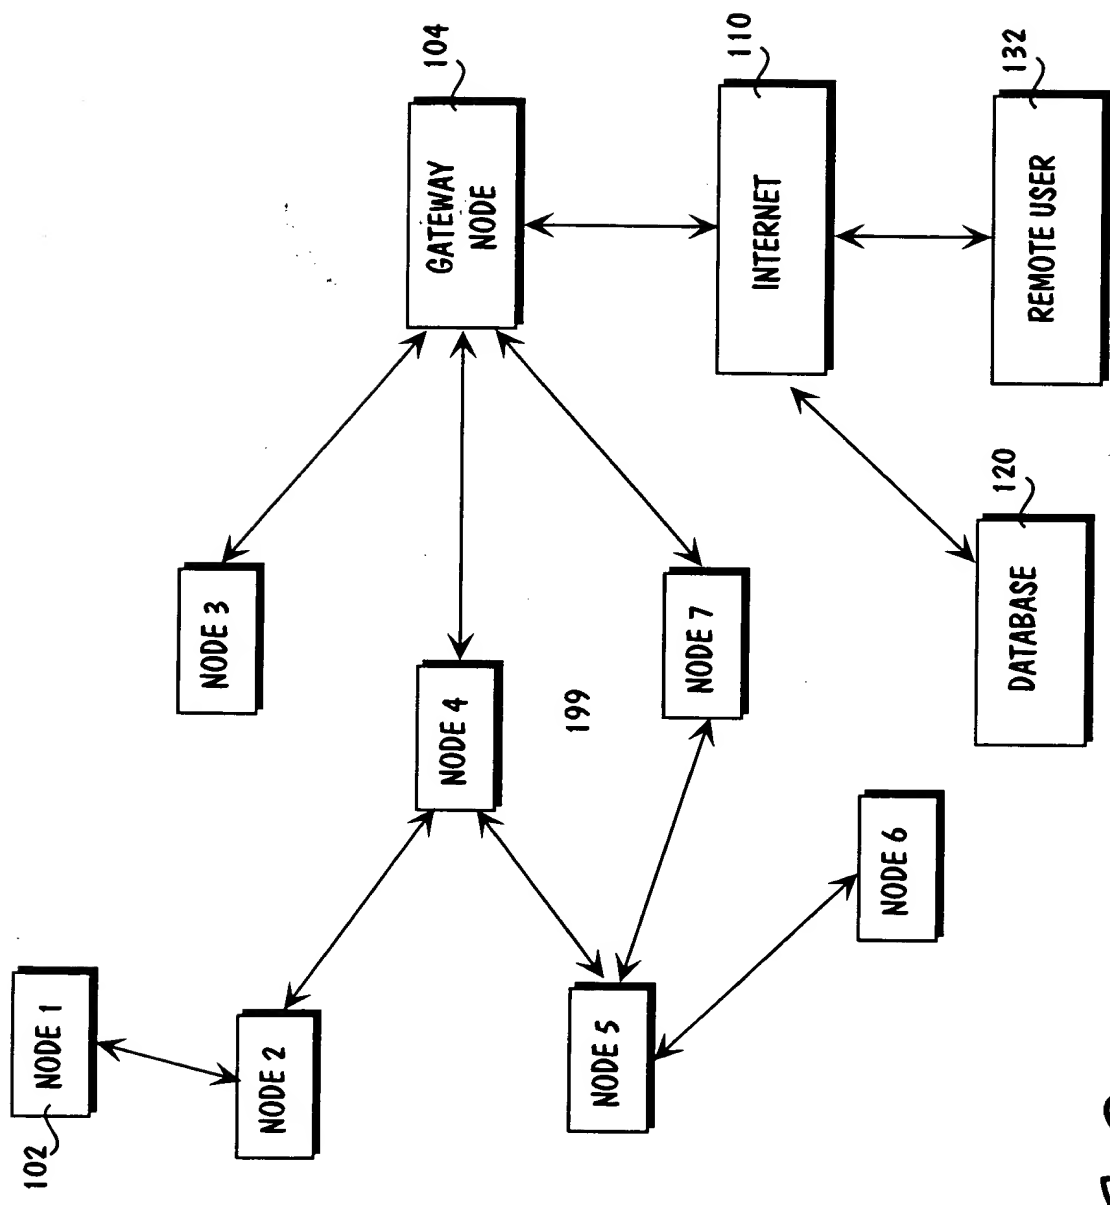 102
NODE 1
NODE 3
NODE 2
104
GATEWAY
NODE
NODE 4
199
NODE 5
NODE 7
110
INTERNET
NODE 6
120
132
DATABASE
REMOTE USER